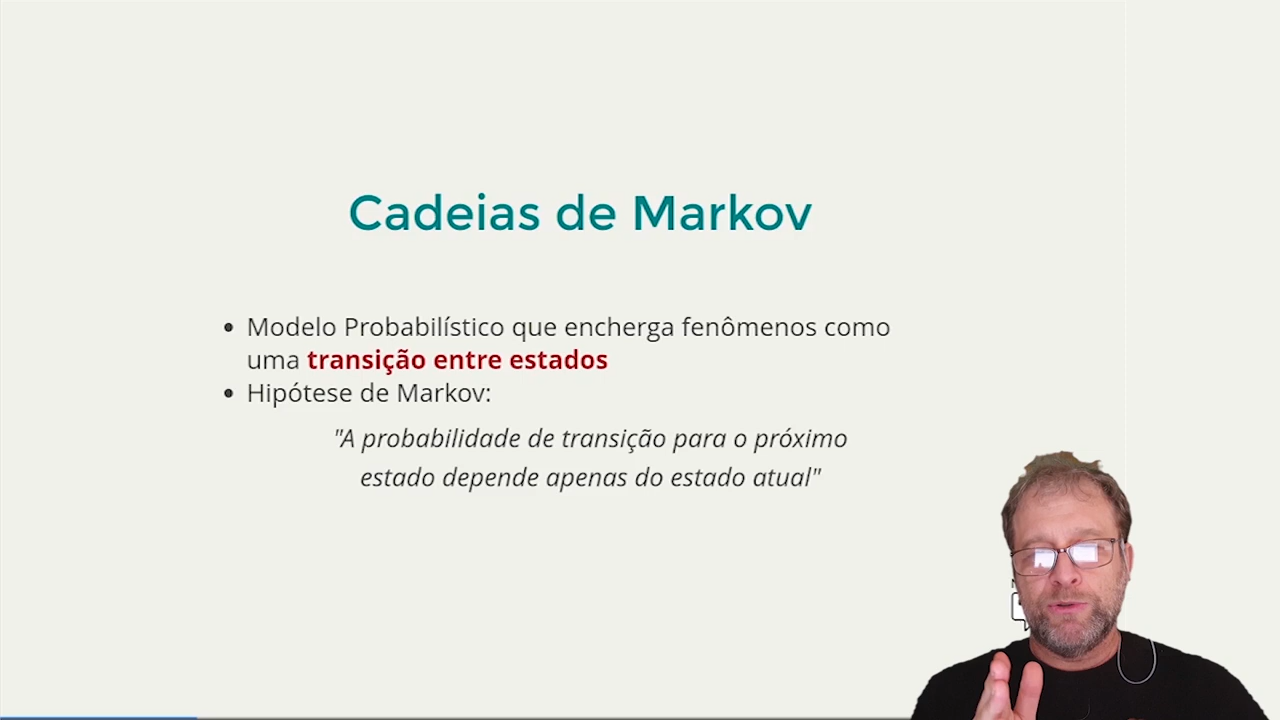 Cadeias de Markov
• Modelo Probabilístico que encherga fenômenos como
uma transição entre estados
• Hipótese de Markov:
"A probabilidade de transição para o próximo
estado depende apenas do estado atual"